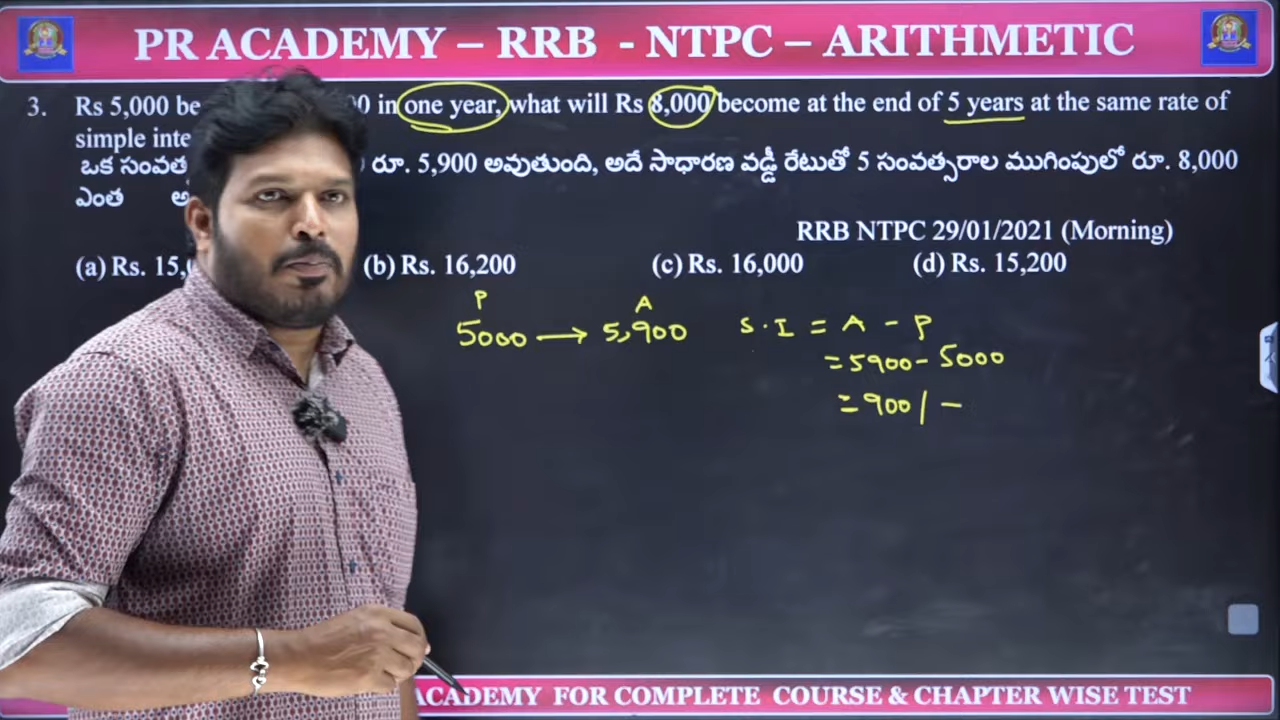 PR ACADEMY – RRB - NTPC – ARITHMETIC
3. Rs 5,000 be 0 in one year, what will Rs 8,000 become at the end of 5 years at the same rate of
simple inte
ఒక సంవత రూ. 5,900 అవుతుంది, అదే సాధారణ వడ్డీ రేటుతో 5 సంవత్సరాల ముగింపులో రూ. 8,000
ఎంత అ
RRB NTPC 29/01/2021 (Morning)
(a) Rs. 15,0 (b) Rs. 16,200 (c) Rs. 16,000 (d) Rs. 15,200
P A
5000 → 5,900 S.I = A - P
= 5900 - 5000
= 900/-
ACADEMY FOR COMPLETE COURSE & CHAPTER WISE TEST